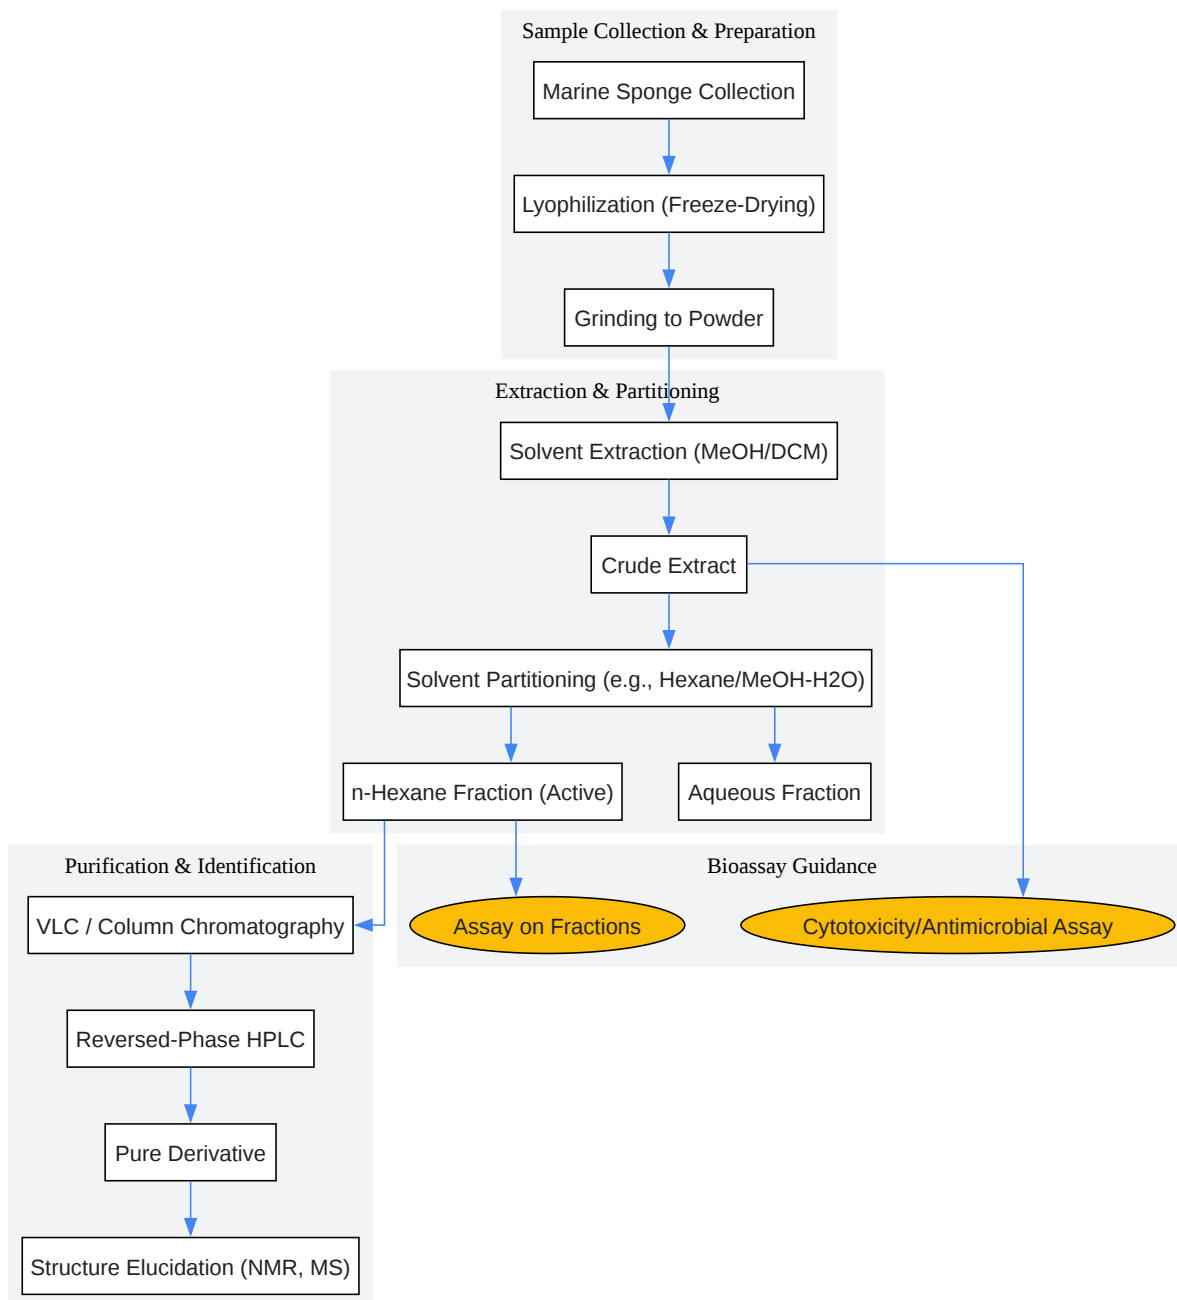 Sample Collection & Preparation
Marine Sponge Collection
Lyophilization (Freeze-Drying)
Grinding to Powder
Extraction & Partitioning
Solvent Extraction (MeOH/DCM)
Crude Extract
Solvent Partitioning (e.g., Hexane/MeOH-H2O)
n-Hexane Fraction (Active)
Aqueous Fraction
Purification & Identification
VLC / Column Chromatography
Reversed-Phase HPLC
Pure Derivative
Structure Elucidation (NMR, MS)
Bioassay Guidance
Assay on Fractions
Cytotoxicity/Antimicrobial Assay